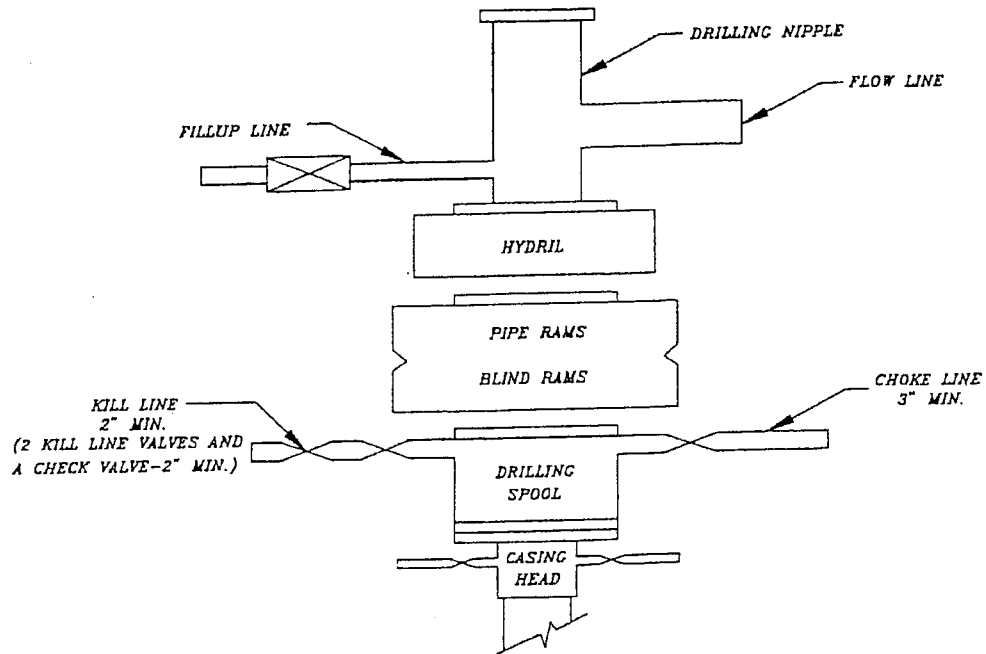 DRILLING NIPPLE
FLOW LINE
FILLUP LINE
HYDRIL
PIPE RAMS
BLIND RAMS
CHOKE LINE
3" MIN.
KILL LINE
2" MIN.
(2 KILL LINE VALVES AND
A CHECK VALVE-2" MIN.)
DRILLING
SPOOL
CASING
HEAD